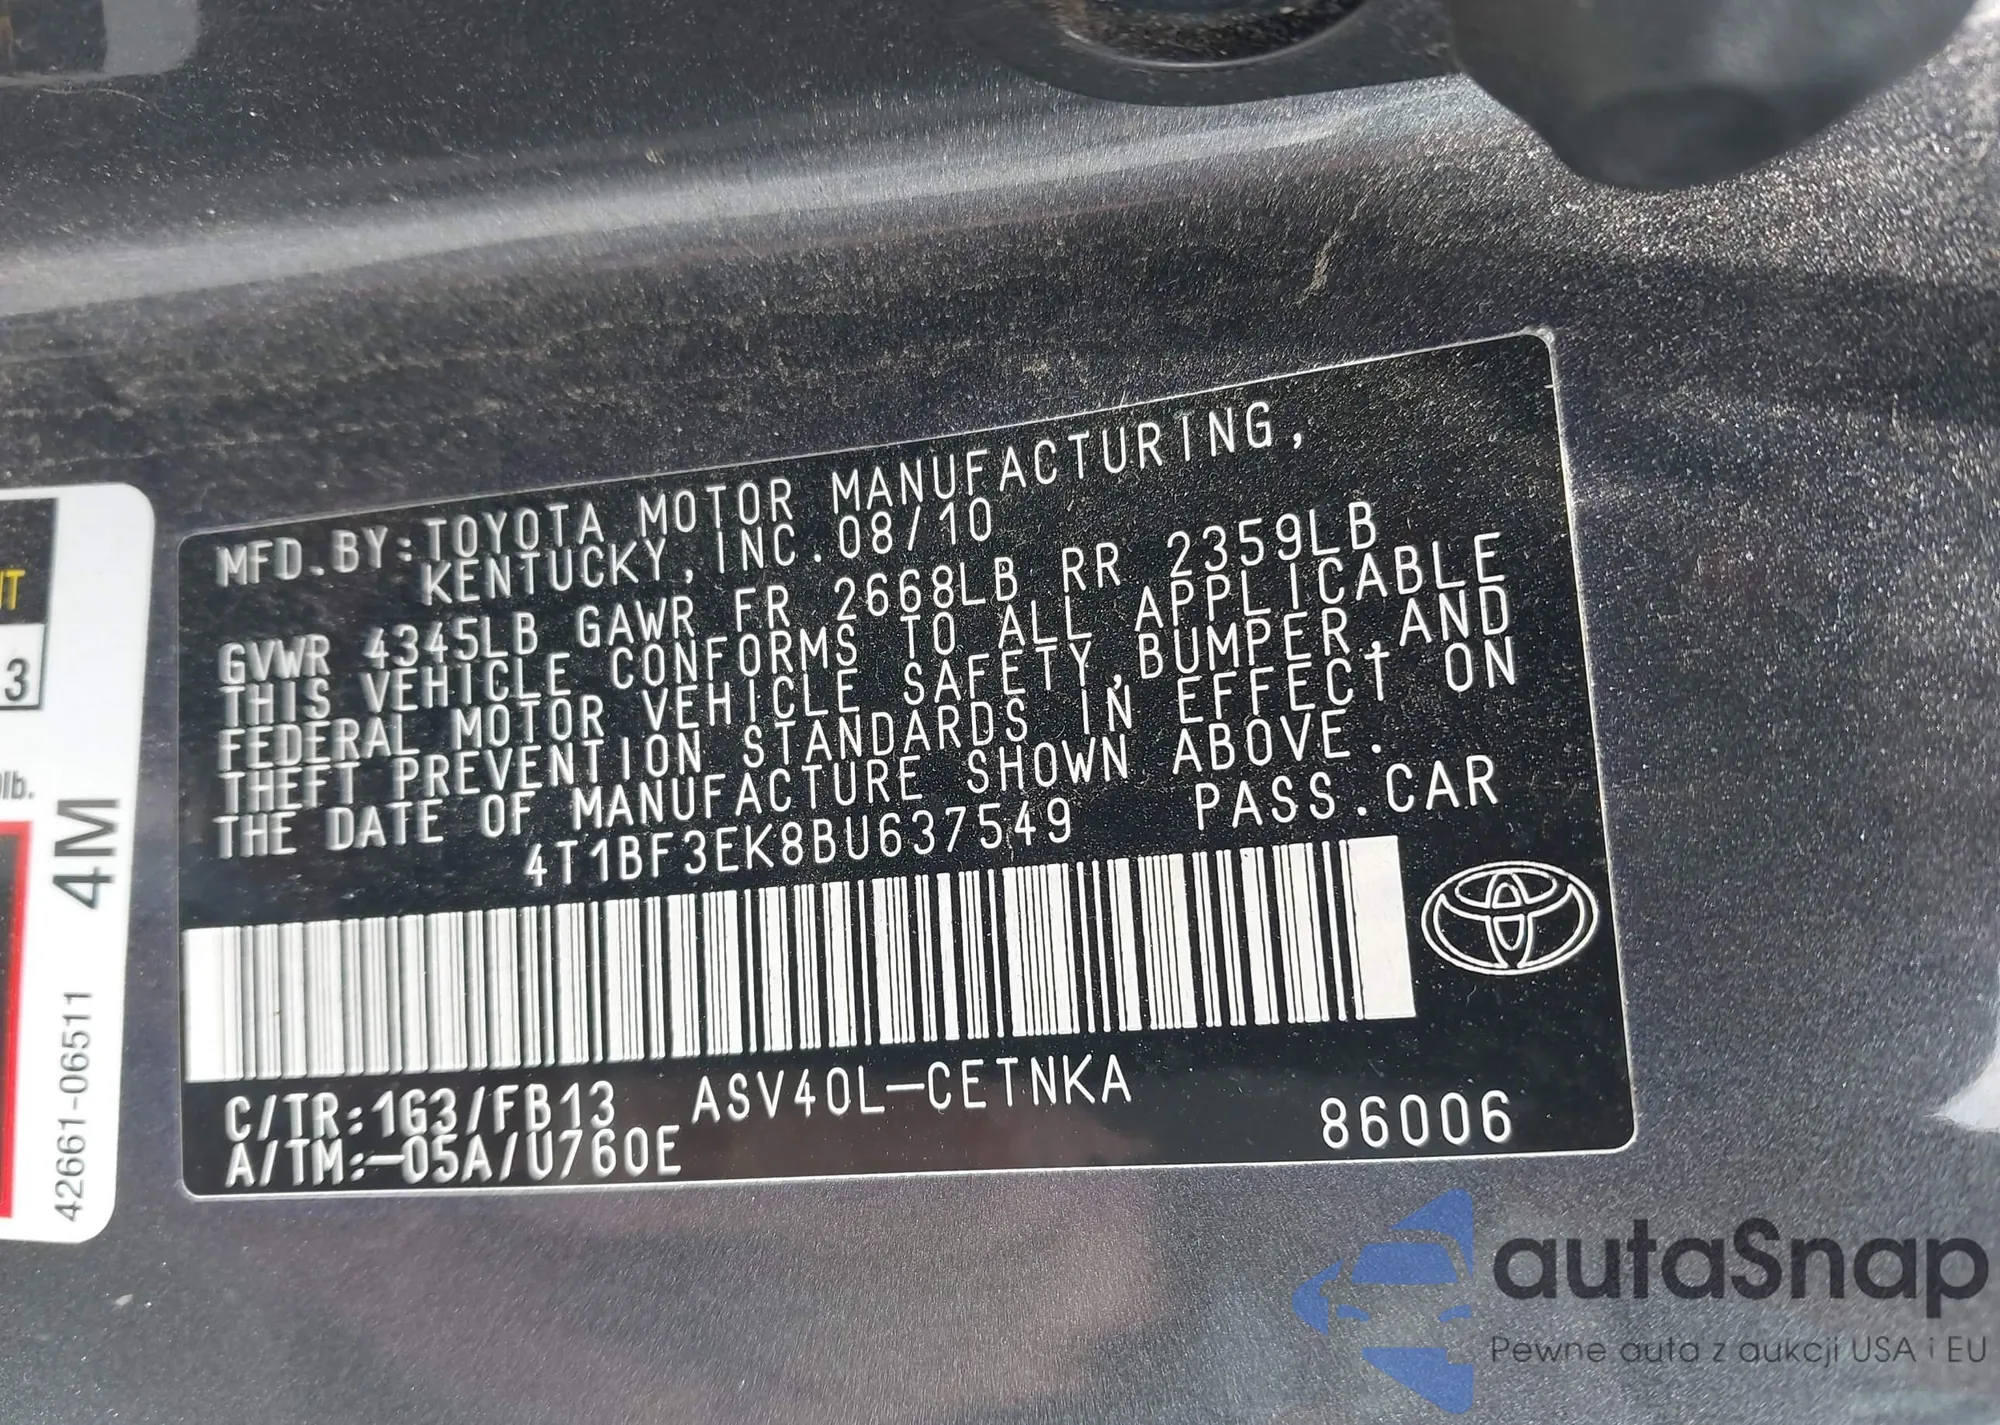 MFD.BY:TOYOTA MOTOR MANUFACTURING,
KENTUCKY, INC. 08/10
GVWR 4345LB GAWR FR 2668LB RR 2359LB
THIS VEHICLE CONFORMS TO ALL APPLICABLE
FEDERAL MOTOR VEHICLE SAFETY,BUMPER,AND
THEFT PREVENTION STANDARDS IN EFFECT ON
THE DATE OF MANUFACTURE SHOWN ABOVE.
4T1BF3EK8BU637549 PASS.CAR
C/TR:1G3/FB13 ASV40L-CETNKA
A/TM:-05A/U760E 86006
3
lb.
4M
42661-06511
autaSnap
Pewne auta z aukcji USA i EU